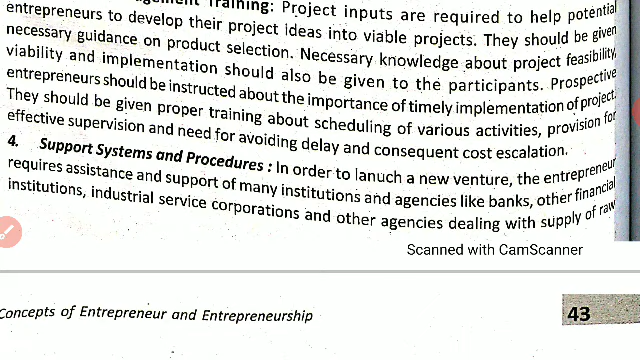 Training: Project inputs are required to help potential
entrepreneurs to develop their project ideas into viable projects. They should be given
necessary guidance on product selection. Necessary knowledge about project feasibility,
viability and implementation should also be given to the participants. Prospective
entrepreneurs should be instructed about the importance of timely implementation of project.
They should be given proper training about scheduling of various activities, provision for
effective supervision and need for avoiding delay and consequent cost escalation.
4. Support Systems and Procedures : In order to lanuch a new venture, the entrepreneur
requires assistance and support of many institutions and agencies like banks, other financial
institutions, industrial service corporations and other agencies dealing with supply of raw
Scanned with CamScanner
Concepts of Entrepreneur and Entrepreneurship 43